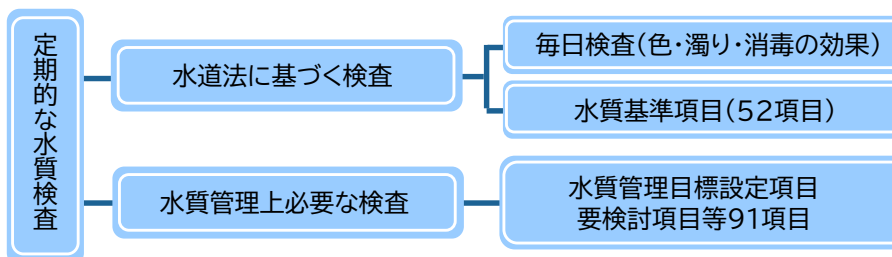 定期的な水質検査
水道法に基づく検査
毎日検査(色・濁り・消毒の効果)
水質基準項目(52項目)
水質管理上必要な検査
水質管理目標設定項目
要検討項目等91項目